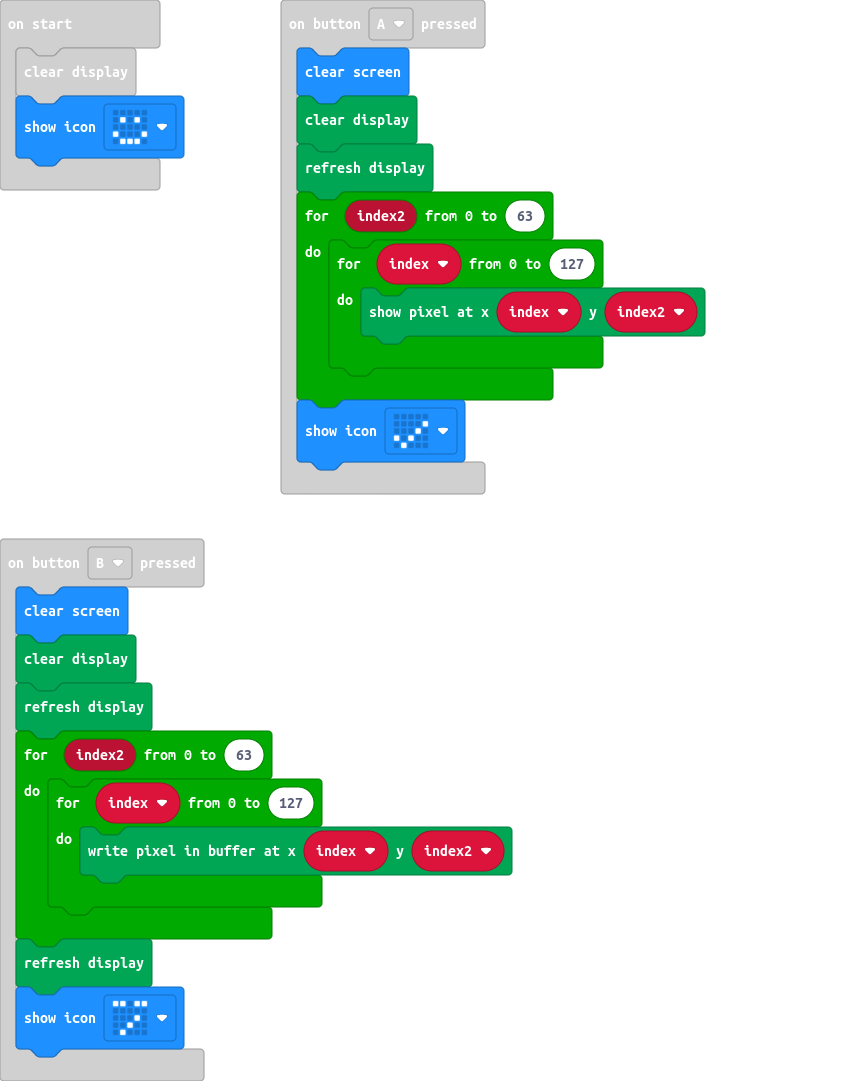 on start
clear display
show icon
on button A pressed
clear screen
clear display
refresh display
for index2 from 0 to 63
do
for index from 0 to 127
do
show pixel at x index y index2
show icon
on button B pressed
clear screen
clear display
refresh display
for index2 from 0 to 63
do
for index from 0 to 127
do
write pixel in buffer at x index y index2
refresh display
show icon